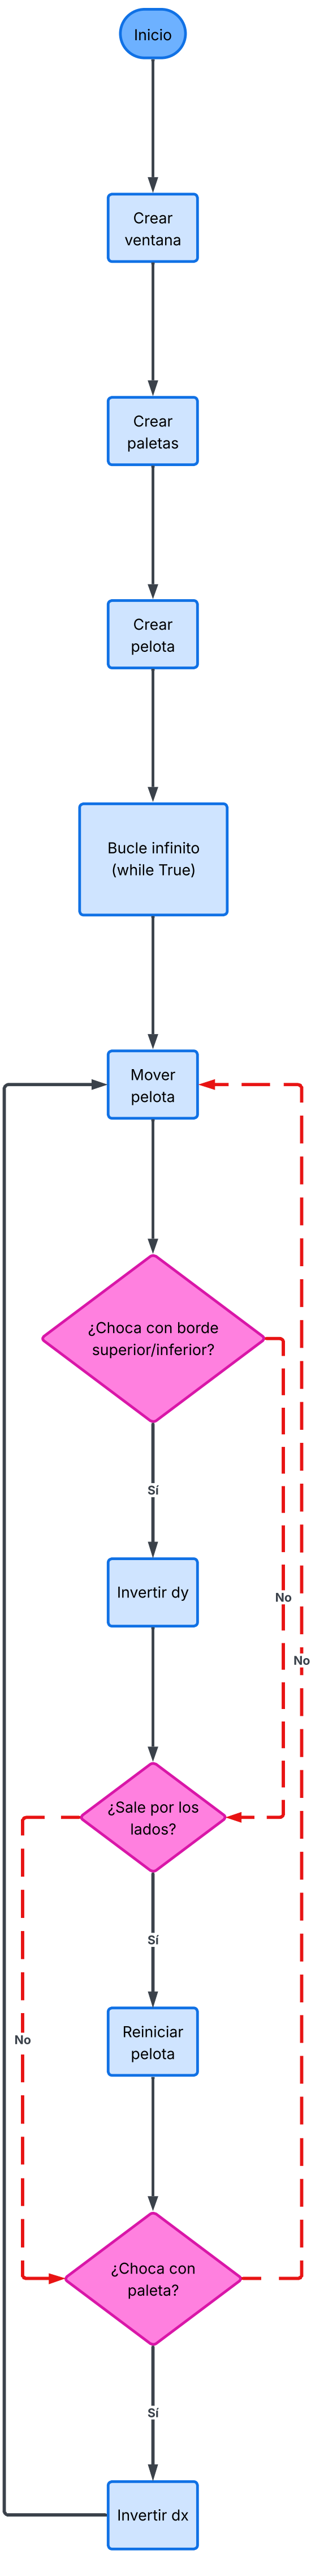 Inicio
Crear
ventana
Crear
paletas
Crear
pelota
Bucle infinito
(while True)
Mover
pelota
¿Choca con borde
superior/inferior?
Sí
Invertir dy
No
No
¿Sale por los
lados?
Sí
Reiniciar
pelota
No
¿Choca con
paleta?
Sí
Invertir dx